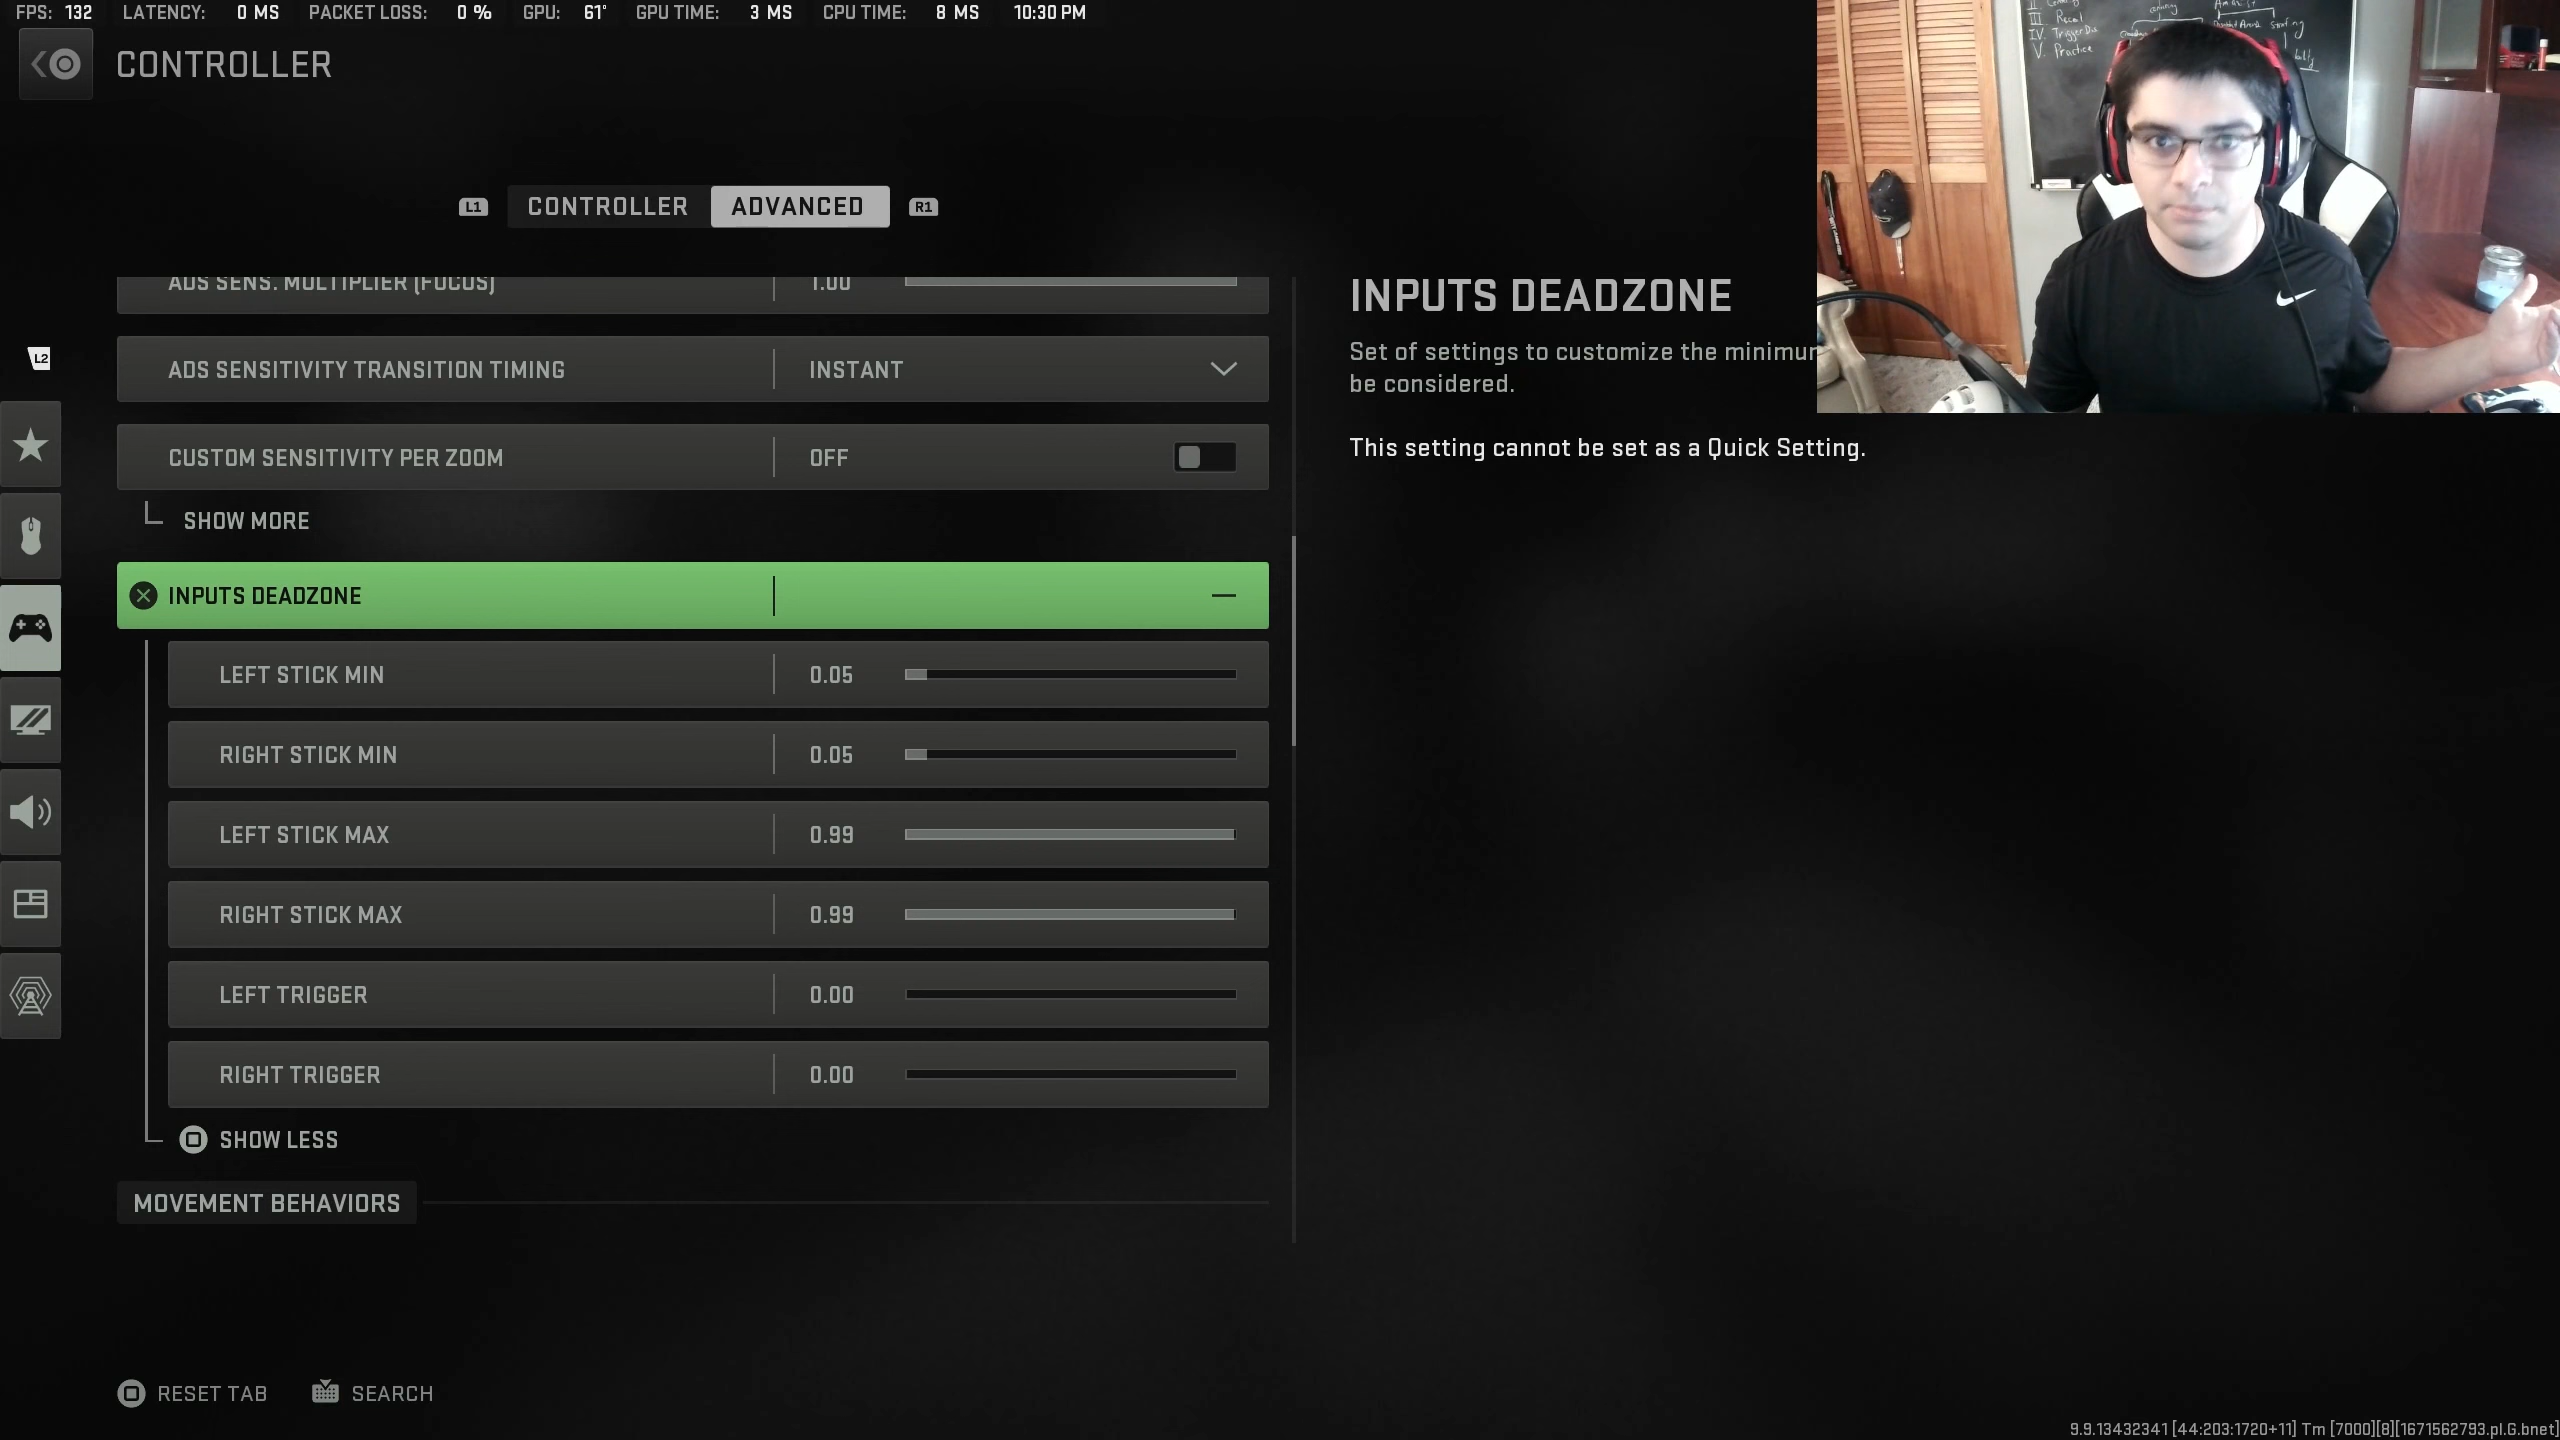 FPS: 132 LATENCY: 0 MS PACKET LOSS: 0 % GPU: 61° GPU TIME: 3 MS CPU TIME: 8 MS 10:30 PM
CONTROLLER
L1 CONTROLLER ADVANCED R1
ADS SENS. MULTIPLIER (FOCUS) 1.00
L2
ADS SENSITIVITY TRANSITION TIMING INSTANT
CUSTOM SENSITIVITY PER ZOOM OFF
SHOW MORE
INPUTS DEADZONE
LEFT STICK MIN 0.05
RIGHT STICK MIN 0.05
LEFT STICK MAX 0.99
RIGHT STICK MAX 0.99
LEFT TRIGGER 0.00
RIGHT TRIGGER 0.00
SHOW LESS
MOVEMENT BEHAVIORS
RESET TAB SEARCH
INPUTS DEADZONE
Set of settings to customize the minimum
be considered.
This setting cannot be set as a Quick Setting.
III. Recoil
IV. Trigger Dis
V. Practice
9.9.13432341 [44:203:1720+11] Tm [7000][8][1671562793.pl.G.bnet]